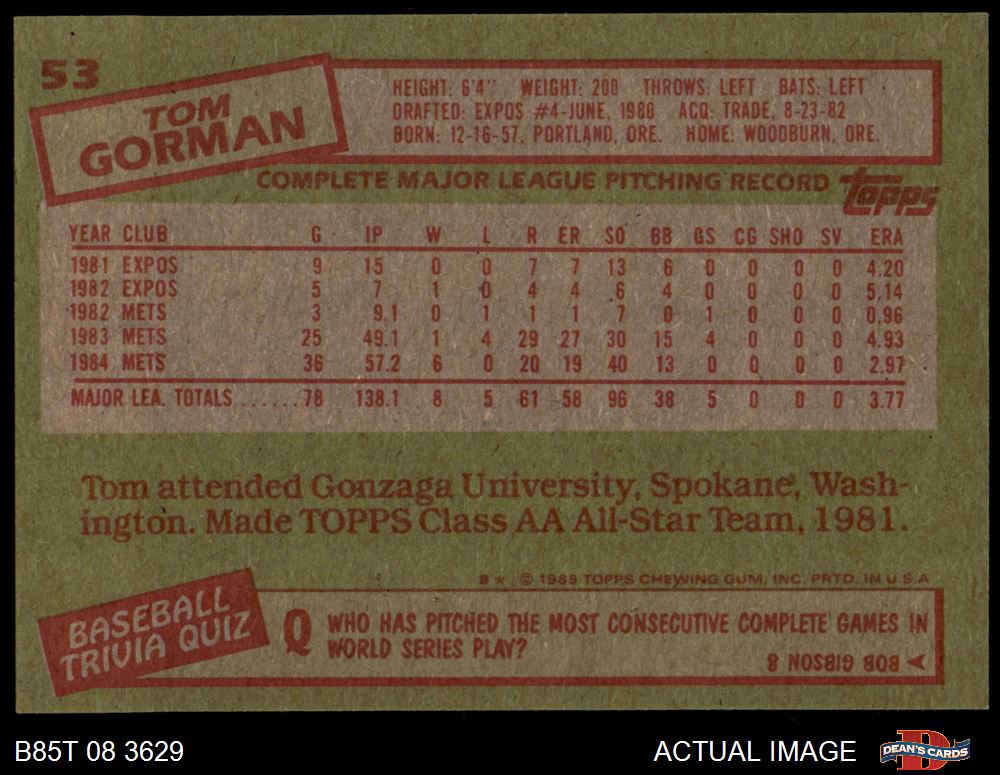 53
TOM
GORMAN
HEIGHT: 6'4" WEIGHT: 200 THROWS: LEFT BATS: LEFT
DRAFTED: EXPOS #4-JUNE, 1980 ACQ: TRADE, 8-23-82
BORN: 12-16-57, PORTLAND, ORE. HOME: WOODBURN, ORE.
COMPLETE MAJOR LEAGUE PITCHING RECORD topps
YEAR CLUB G IP W L R ER SO BB GS CG SHO SV ERA
1981 EXPOS 9 15 0 0 7 7 13 6 0 0 0 0 4.20
1982 EXPOS 5 7 1 0 4 4 6 4 0 0 0 0 5.14
1982 METS 3 9.1 0 1 1 1 7 0 1 0 0 0 0.96
1983 METS 25 49.1 1 4 29 27 30 15 4 0 0 0 4.93
1984 METS 36 57.2 6 0 20 19 40 13 0 0 0 0 2.97
MAJOR LEA. TOTALS.......78 138.1 8 5 61 58 96 38 5 0 0 0 3.77
Tom attended Gonzaga University, Spokane, Wash-
ington. Made TOPPS Class AA All-Star Team, 1981.
B★ © 1985 TOPPS CHEWING GUM, INC. PRTD. IN U.S.A
BASEBALL
TRIVIA QUIZ
Q WHO HAS PITCHED THE MOST CONSECUTIVE COMPLETE GAMES IN
WORLD SERIES PLAY?
BOB GIBSON 8
B85T 08 3629
ACTUAL IMAGE
D
DEAN'S CARDS